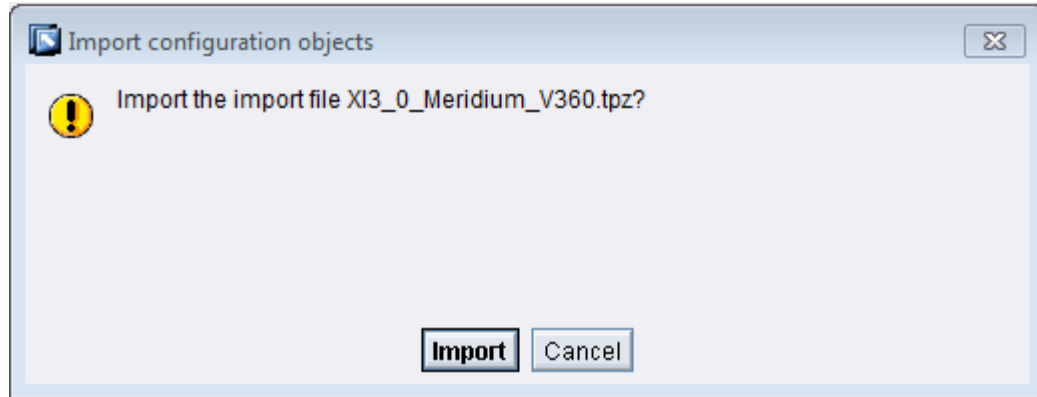 Import configuration objects
Import the import file XI3_0_Meridium_V360.tpz?
Import Cancel